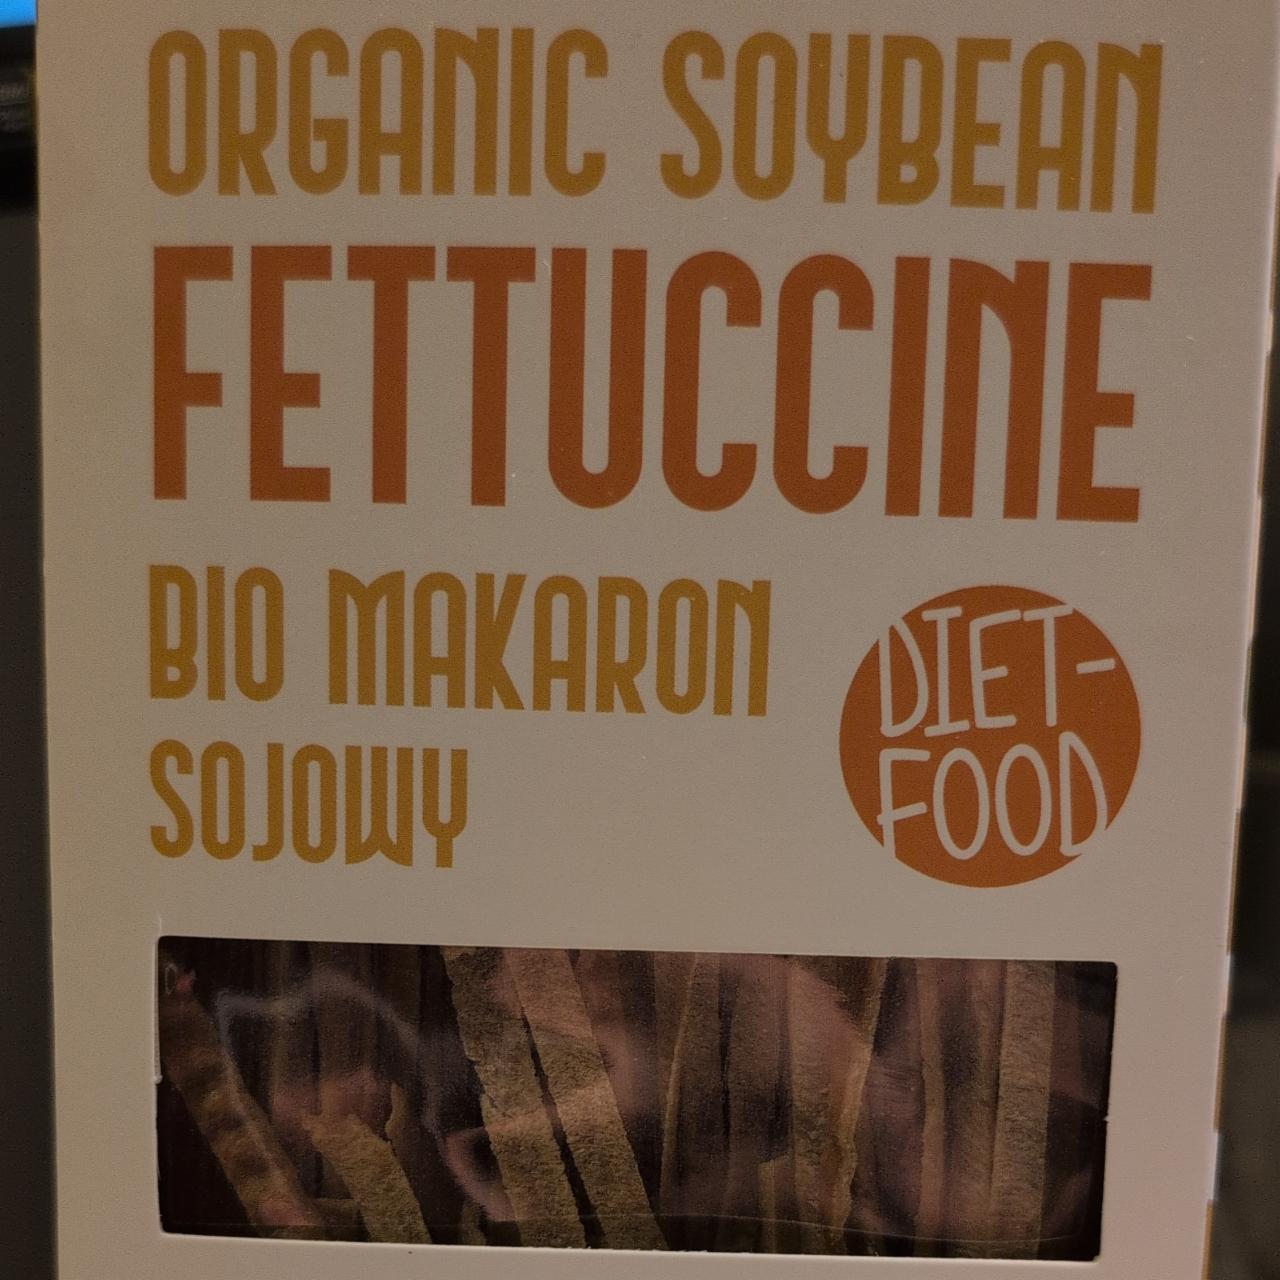 ORGANIC SOYBEAN
FETTUCCINE
BIO MAKARON
SOJOWY
DIET-
FOOD